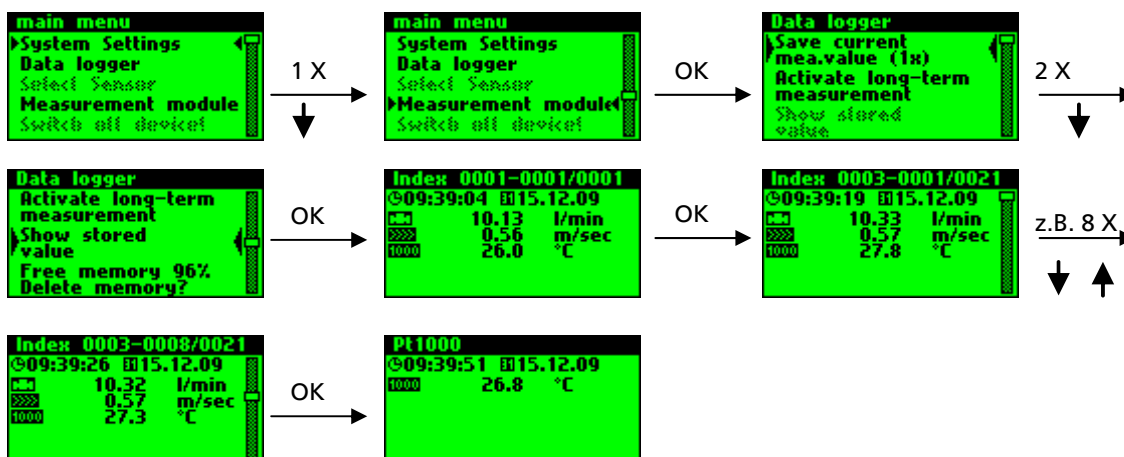 main menu
System Settings
Data logger
Select Sensor
Measurement module
Switch off device!
1 X
main menu
System Settings
Data logger
Select Sensor
Measurement module
Switch off device!
OK
Data logger
Save current
mea.value (1x)
Activate long-term
measurement
Show stored
value
2 X
Data logger
Activate long-term
measurement
Show stored
value
Free memory 96%
Delete memory?
OK
Index 0001-0001/0001
09:39:04 31 15.12.09
10.13 l/min
0.56 m/sec
1000 26.0 °C
OK
Index 0003-0001/0021
09:39:19 31 15.12.09
10.33 l/min
0.57 m/sec
1000 27.8 °C
z.B. 8 X
Index 0003-0008/0021
09:39:26 31 15.12.09
10.32 l/min
0.57 m/sec
1000 27.3 °C
OK
Pt1000
09:39:51 31 15.12.09
1000 26.8 °C